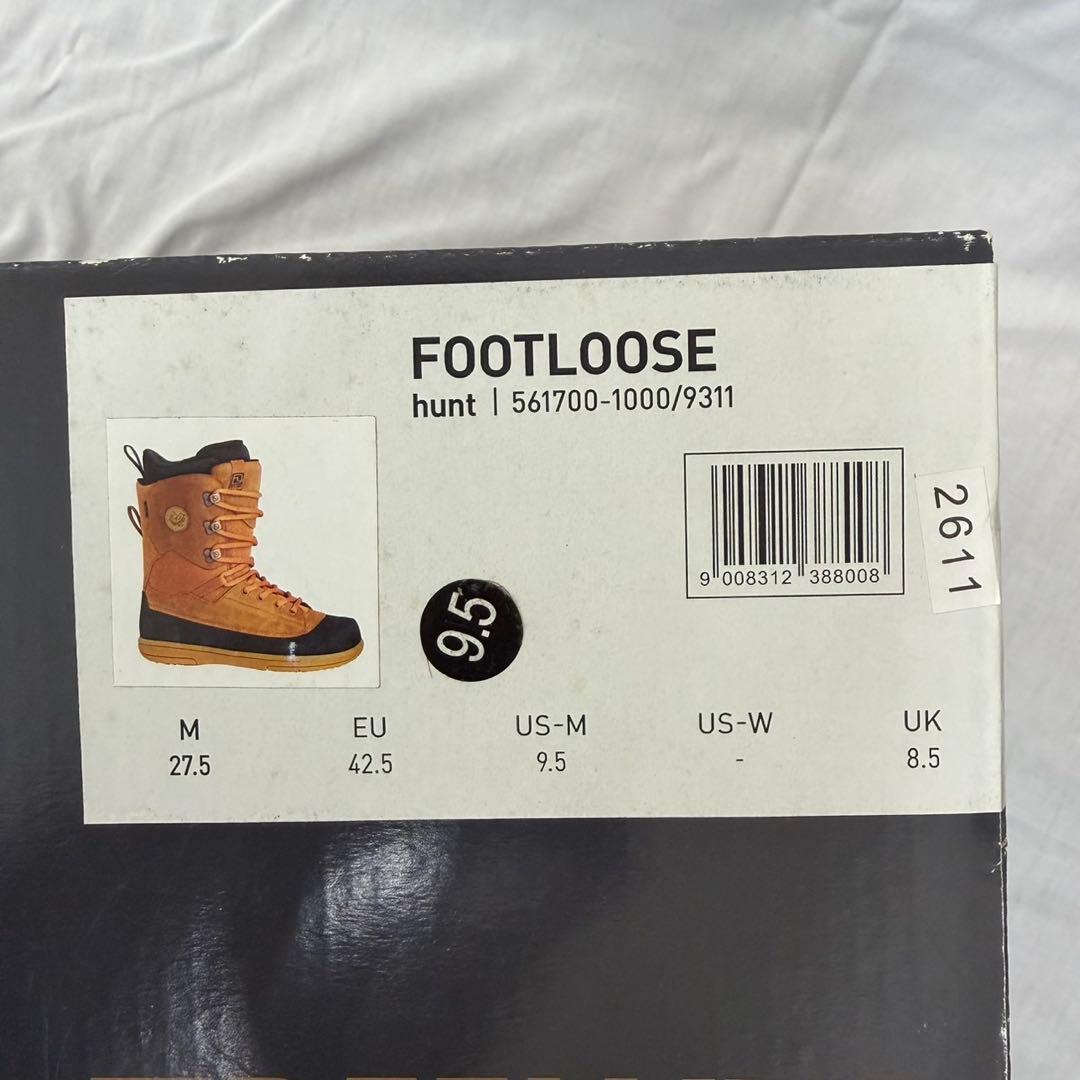 FOOTLOOSE
hunt | 561700-1000/9311
2611
9 008312 388008
9.5
M EU US-M US-W UK
27.5 42.5 9.5 - 8.5